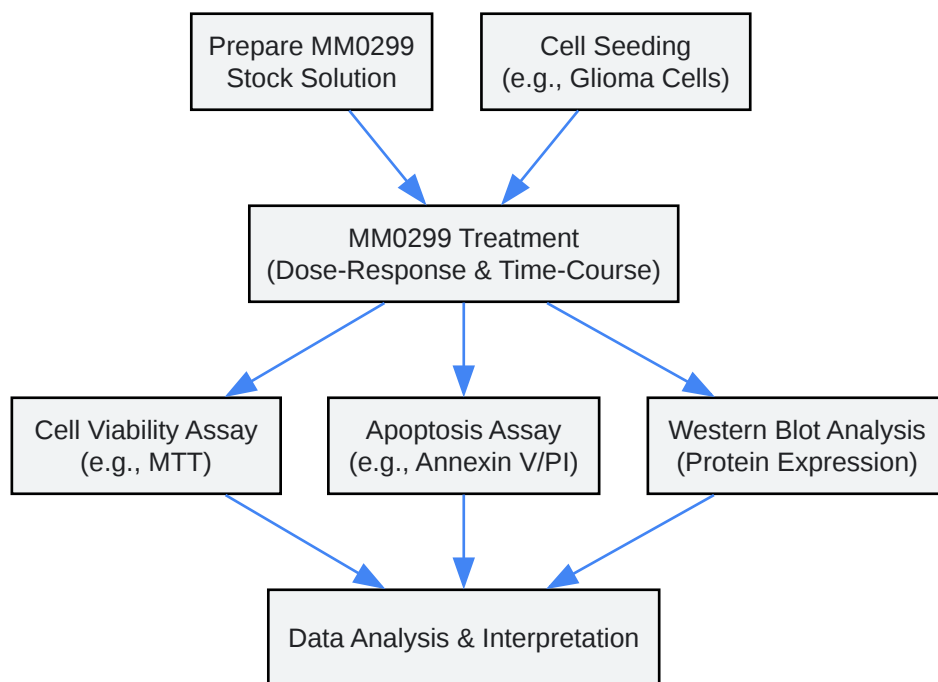 Prepare MM0299
Stock Solution
Cell Seeding
(e.g., Glioma Cells)
MM0299 Treatment
(Dose-Response & Time-Course)
Cell Viability Assay
(e.g., MTT)
Apoptosis Assay
(e.g., Annexin V/PI)
Western Blot Analysis
(Protein Expression)
Data Analysis & Interpretation